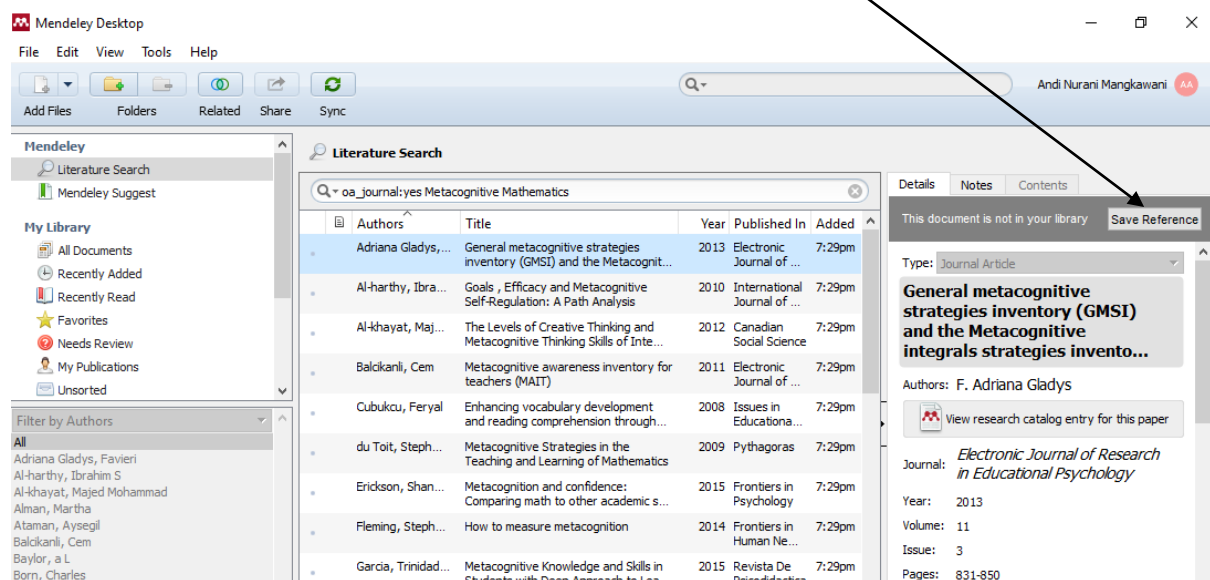 Mendeley Desktop
File Edit View Tools Help
Add Files Folders Related Share Sync
Andi Nurani Mangkawani AA
Mendeley
Literature Search
Mendeley Suggest
My Library
All Documents
Recently Added
Recently Read
Favorites
Needs Review
My Publications
Unsorted
Filter by Authors
All
Adriana Gladys, Favieri
Al-harthy, Ibrahim S
Al-khayat, Majed Mohammad
Alman, Martha
Ataman, Aysegil
Balcikanli, Cem
Baylor, a L
Born, Charles
Literature Search
oa_journal:yes Metacognitive Mathematics
Authors Title Year Published In Added
Adriana Gladys,... General metacognitive strategies 2013 Electronic 7:29pm
inventory (GMSI) and the Metacognit... Journal of ...
Al-harthy, Ibra... Goals , Efficacy and Metacognitive 2010 International 7:29pm
Self-Regulation: A Path Analysis Journal of ...
Al-khayat, Maj... The Levels of Creative Thinking and 2012 Canadian 7:29pm
Metacognitive Thinking Skills of Inte... Social Science
Balcikanli, Cem Metacognitive awareness inventory for 2011 Electronic 7:29pm
teachers (MAIT) Journal of ...
Cubukcu, Feryal Enhancing vocabulary development 2008 Issues in 7:29pm
and reading comprehension through... Educationa...
du Toit, Steph... Metacognitive Strategies in the 2009 Pythagoras 7:29pm
Teaching and Learning of Mathematics
Erickson, Shan... Metacognition and confidence: 2015 Frontiers in 7:29pm
Comparing math to other academic s... Psychology
Fleming, Steph... How to measure metacognition 2014 Frontiers in 7:29pm
Human Ne...
Garcia, Trinidad... Metacognitive Knowledge and Skills in 2015 Revista De 7:29pm
Details Notes Contents
This document is not in your library Save Reference
Type: Journal Article
General metacognitive
strategies inventory (GMSI)
and the Metacognitive
integrals strategies invento...
Authors: F. Adriana Gladys
View research catalog entry for this paper
Journal: Electronic Journal of Research
in Educational Psychology
Year: 2013
Volume: 11
Issue: 3
Pages: 831-850